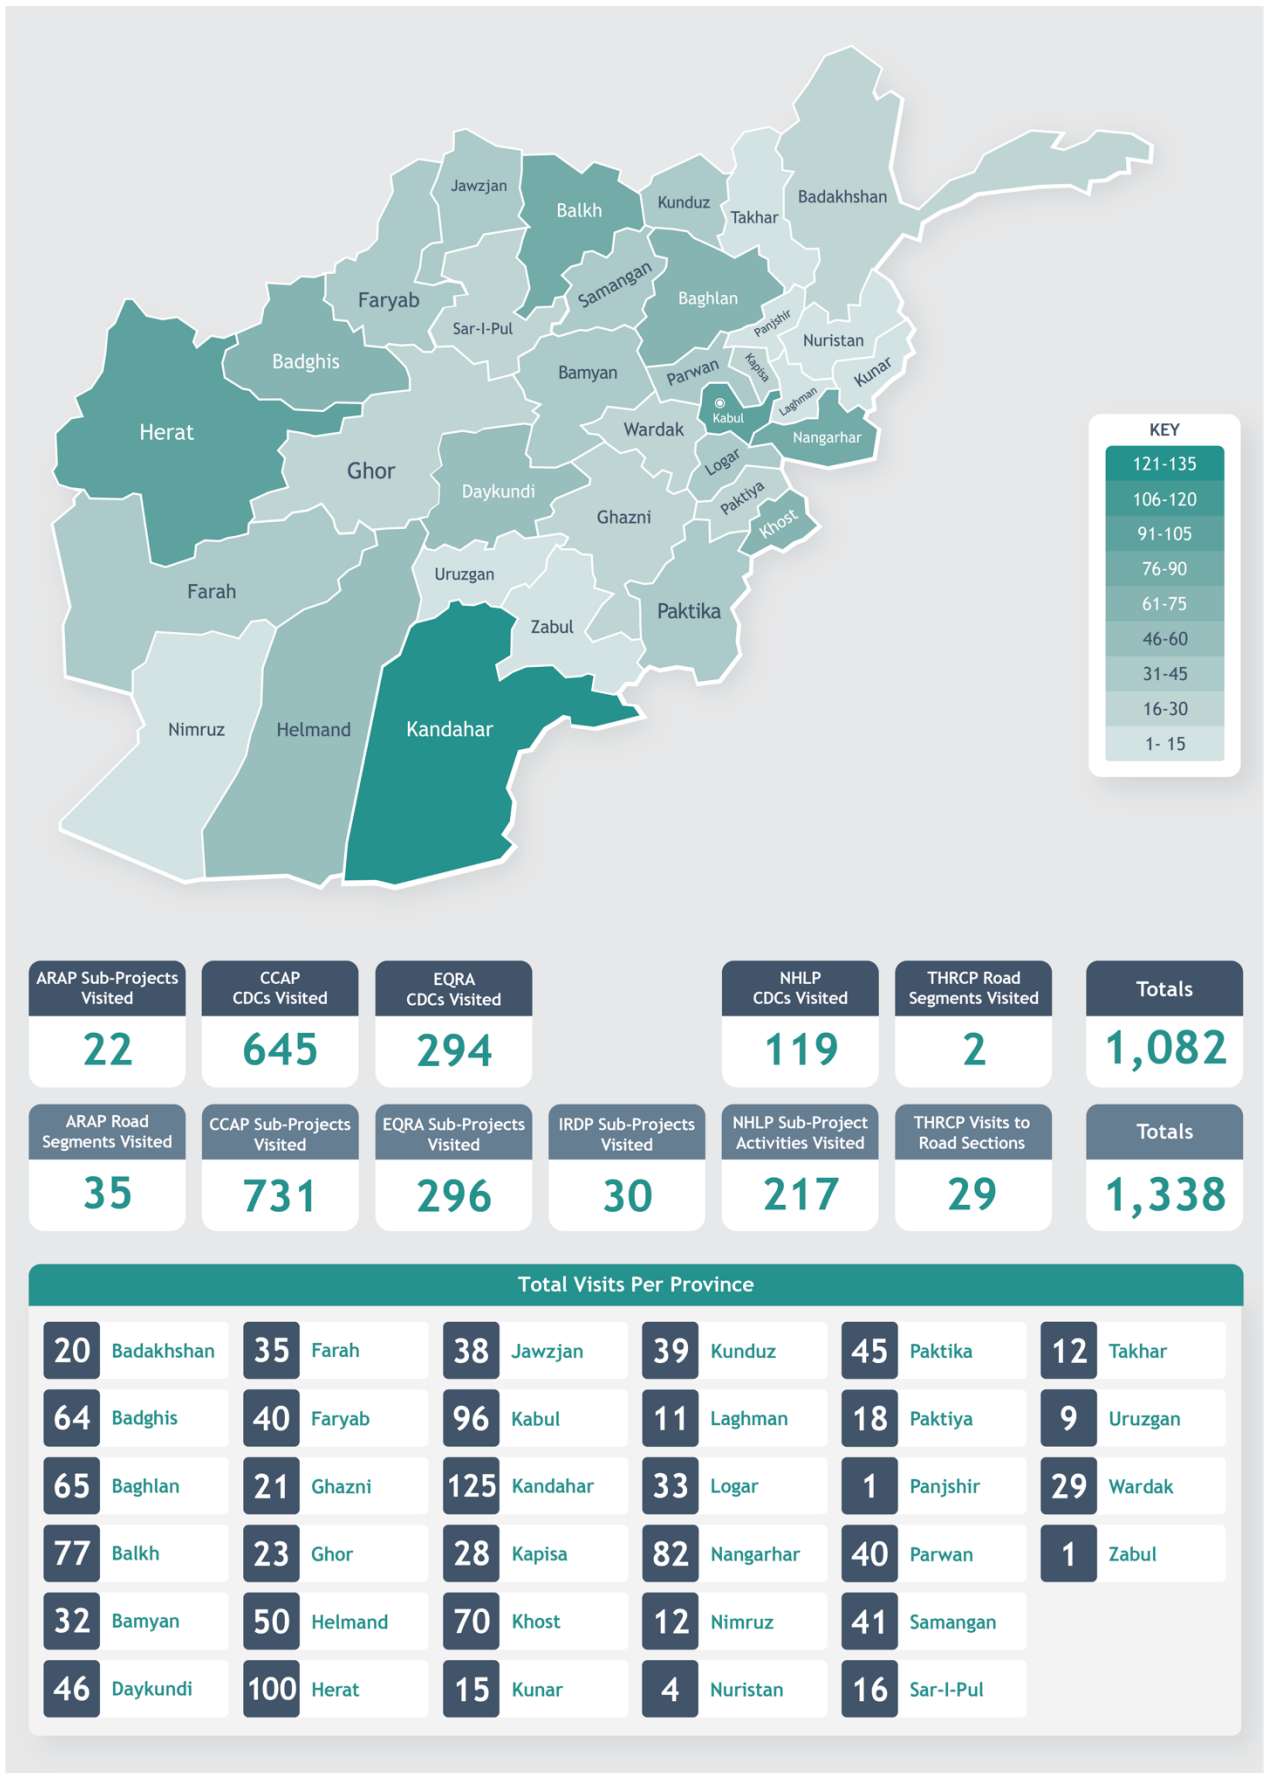 Jawzjan
Balkh
Kunduz
Takhar
Badakhshan
Faryab
Samangan
Baghlan
Sar-I-Pul
Panjshir
Nuristan
Badghis
Bamyan
Parwan
Kapisa
Kunar
Laghman
Herat
Kabul
Wardak
Nangarhar
Ghor
Logar
Daykundi
Paktiya
Ghazni
Khost
Uruzgan
Farah
Zabul
Paktika
Nimruz
Helmand
Kandahar
KEY
121-135
106-120
91-105
76-90
61-75
46-60
31-45
16-30
1- 15
ARAP Sub-Projects
Visited
22
CCAP
CDCs Visited
645
EQRA
CDCs Visited
294
NHLP
CDCs Visited
119
THRCP Road
Segments Visited
2
Totals
1,082
ARAP Road
Segments Visited
35
CCAP Sub-Projects
Visited
731
EQRA Sub-Projects
Visited
296
IRDP Sub-Projects
Visited
30
NHLP Sub-Project
Activities Visited
217
THRCP Visits to
Road Sections
29
Totals
1,338
Total Visits Per Province
20 Badakhshan
64 Badghis
65 Baghlan
77 Balkh
32 Bamyan
46 Daykundi
35 Farah
40 Faryab
21 Ghazni
23 Ghor
50 Helmand
100 Herat
38 Jawzjan
96 Kabul
125 Kandahar
28 Kapisa
70 Khost
15 Kunar
39 Kunduz
11 Laghman
33 Logar
82 Nangarhar
12 Nimruz
4 Nuristan
45 Paktika
18 Paktiya
1 Panjshir
40 Parwan
41 Samangan
16 Sar-I-Pul
12 Takhar
9 Uruzgan
29 Wardak
1 Zabul